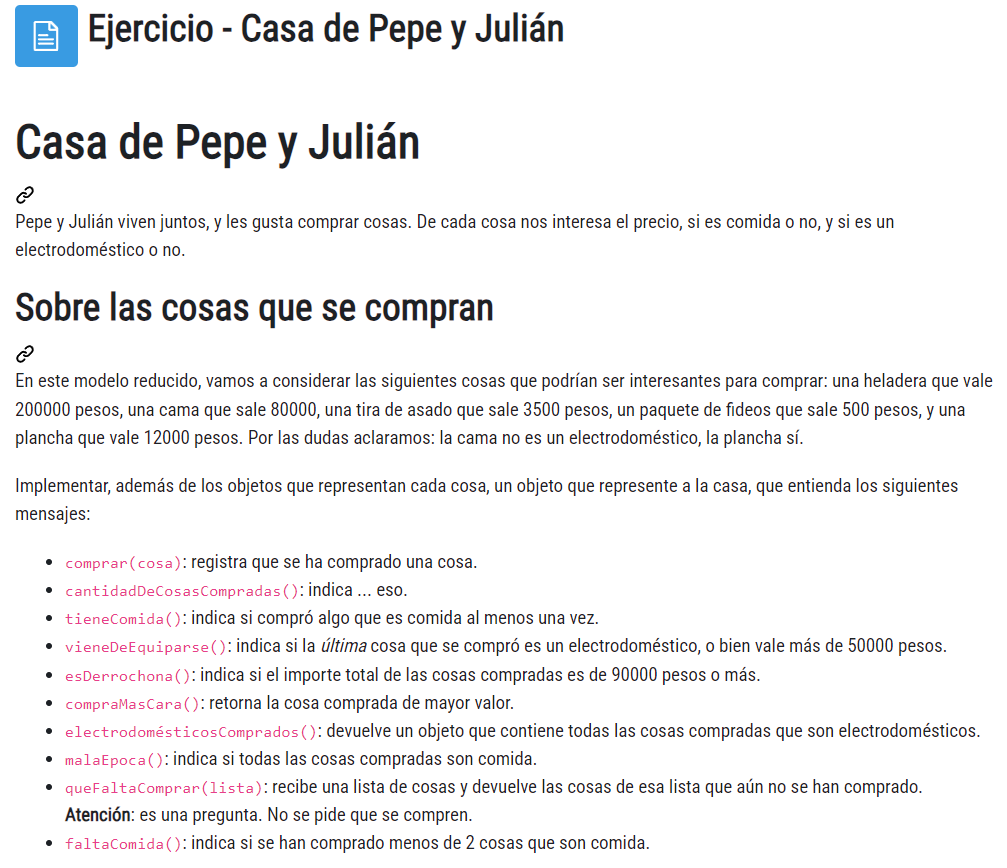 Ejercicio - Casa de Pepe y Julián
Casa de Pepe y Julián
Pepe y Julián viven juntos, y les gusta comprar cosas. De cada cosa nos interesa el precio, si es comida o no, y si es un
electrodoméstico o no.
Sobre las cosas que se compran
En este modelo reducido, vamos a considerar las siguientes cosas que podrían ser interesantes para comprar: una heladera que vale
200000 pesos, una cama que sale 80000, una tira de asado que sale 3500 pesos, un paquete de fideos que sale 500 pesos, y una
plancha que vale 12000 pesos. Por las dudas aclaramos: la cama no es un electrodoméstico, la plancha sí.
Implementar, además de los objetos que representan cada cosa, un objeto que represente a la casa, que entienda los siguientes
mensajes:
• comprar(cosa): registra que se ha comprado una cosa.
• cantidadDeCosasCompradas(): indica ... eso.
• tieneComida(): indica si compró algo que es comida al menos una vez.
• vieneDeEquiparse(): indica si la última cosa que se compró es un electrodoméstico, o bien vale más de 50000 pesos.
• esDerrochona(): indica si el importe total de las cosas compradas es de 90000 pesos o más.
• compraMasCara(): retorna la cosa comprada de mayor valor.
• electrodomésticosComprados(): devuelve un objeto que contiene todas las cosas compradas que son electrodomésticos.
• malaEpoca(): indica si todas las cosas compradas son comida.
• queFaltaComprar(lista): recibe una lista de cosas y devuelve las cosas de esa lista que aún no se han comprado.
Atención: es una pregunta. No se pide que se compren.
• faltaComida(): indica si se han comprado menos de 2 cosas que son comida.